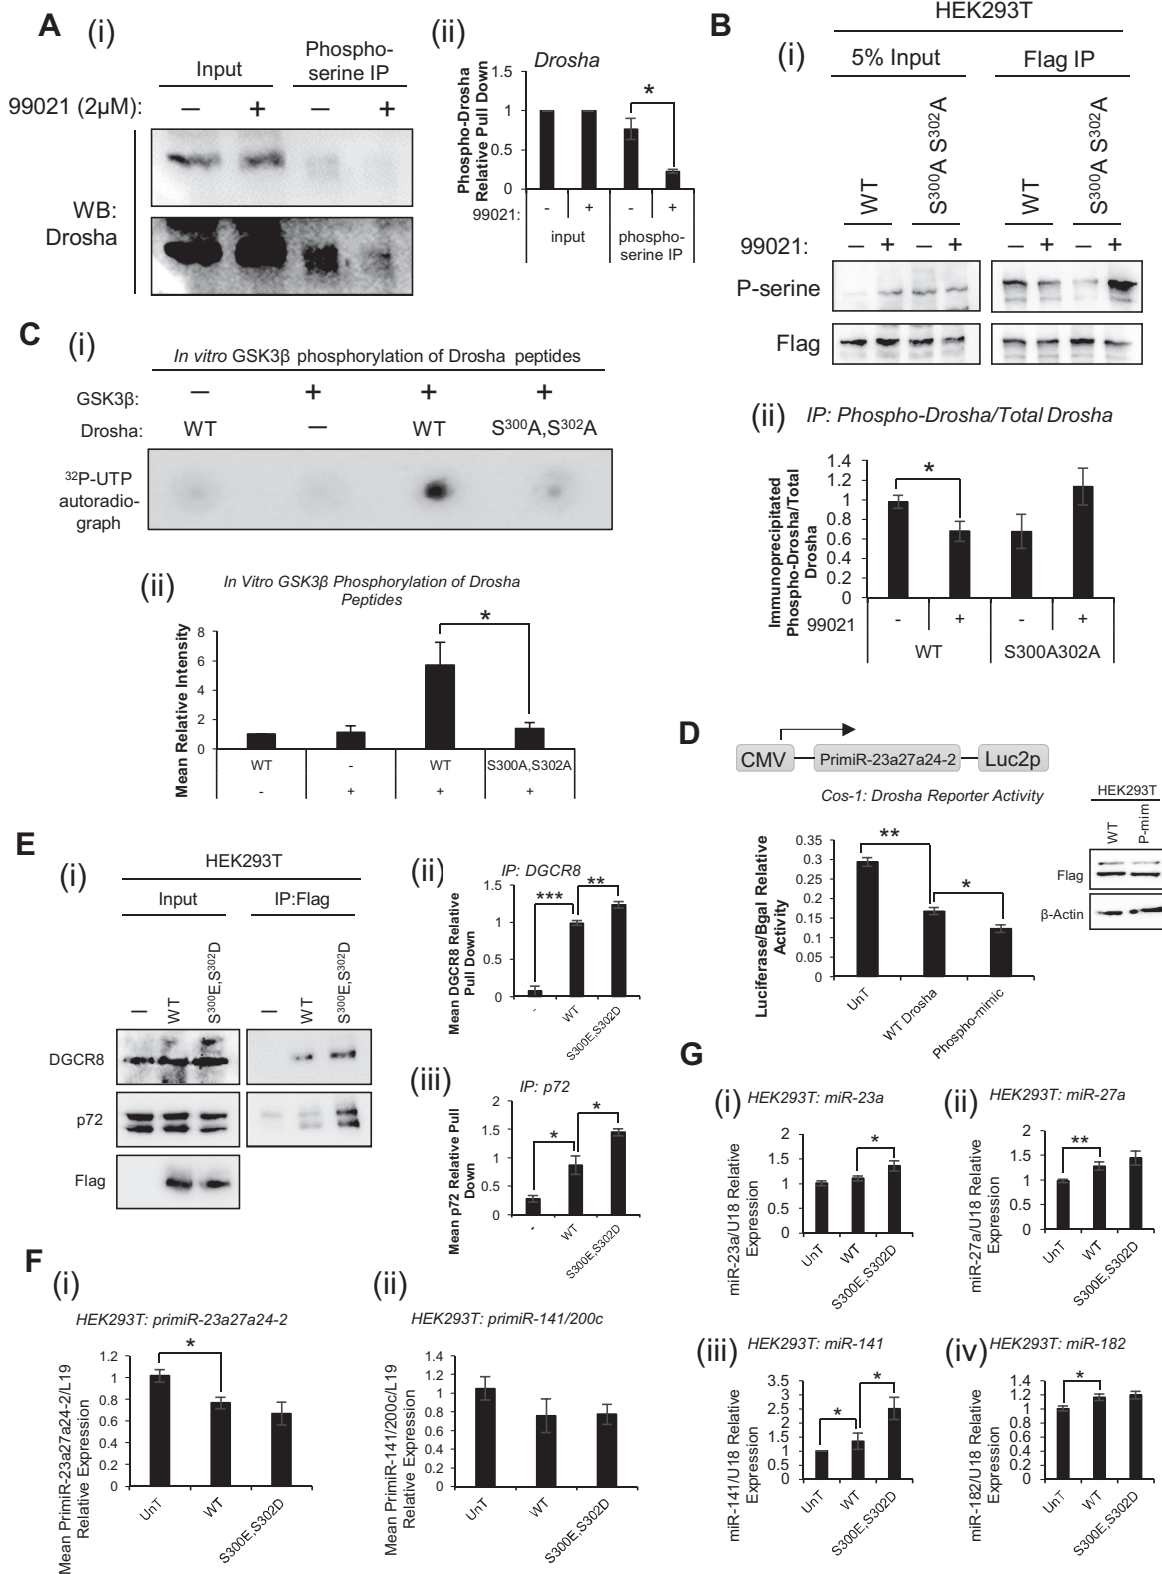 A
(i)
Input
Phospho-
serine IP
99021 (2μM):
–
+
–
+
WB:
Drosha
(ii)
Drosha
Phospho-Drosha
Relative Pull Down
1.5
1
0.5
0
*
99021:
-
+
-
+
input
phospho-
serine IP
B
HEK293T
(i)
5% Input
Flag IP
WT
S300A S302A
WT
S300A S302A
99021:
–
+
–
+
–
+
–
+
P-serine
Flag
(ii)
IP: Phospho-Drosha/Total Drosha
Immunoprecipitated
Phospho-Drosha/Total
Drosha
1.4
1.2
1
0.8
0.6
0.4
0.2
0
*
99021
-
+
-
+
WT
S300A302A
C
(i)
In vitro GSK3β phosphorylation of Drosha peptides
GSK3β:
–
+
+
+
Drosha:
WT
–
WT
S300A,S302A
32P-UTP
autoradio-
graph
(ii)
In Vitro GSK3β Phosphorylation of Drosha
Peptides
Mean Relative Intensity
8
6
4
2
0
*
WT
-
WT
S300A,S302A
-
+
+
+
D
CMV
PrimiR-23a27a24-2
Luc2p
Cos-1: Drosha Reporter Activity
Luciferase/Bgal Relative
Activity
0.35
0.3
0.25
0.2
0.15
0.1
0.05
0
**
*
UnT
WT Drosha
Phospho-mimic
HEK293T
WT
P-mim
Flag
β-Actin
E
(i)
HEK293T
Input
IP:Flag
–
WT
S300E,S302D
–
WT
S300E,S302D
DGCR8
p72
Flag
(ii)
IP: DGCR8
Mean DGCR8 Relative
Pull Down
1.5
1
0.5
0
***
**
-
WT
S300E,S302D
(iii)
IP: p72
Mean p72 Relative Pull
Down
2
1.5
1
0.5
0
*
*
-
WT
S300E,S302D
F
(i)
HEK293T: primiR-23a27a24-2
Mean PrimiR-23a27a24-2/L19
Relative Expression
1.2
1
0.8
0.6
0.4
0.2
0
*
UnT
WT
S300E,S302D
(ii)
HEK293T: primiR-141/200c
Mean PrimiR-141/200c/L19
Relative Expression
1.4
1.2
1
0.8
0.6
0.4
0.2
0
UnT
WT
S300E,S302D
G
(i)
HEK293T: miR-23a
miR-23a/U18 Relative
Expression
2
1.5
1
0.5
0
*
UnT
WT
S300E,S302D
(ii)
HEK293T: miR-27a
miR-27a/U18 Relative
Expression
2
1.5
1
0.5
0
**
UnT
WT
S300E,S302D
(iii)
HEK293T: miR-141
miR-141/U18 Relative
Expression
3.5
2.5
2
1.5
1
0.5
0
*
*
UnT
WT
S300E,S302D
(iv)
HEK293T: miR-182
miR-182/U18 Relative
Expression
1.4
1.2
1
0.8
0.6
0.4
0.2
0
*
UnT
WT
S300E,S302D